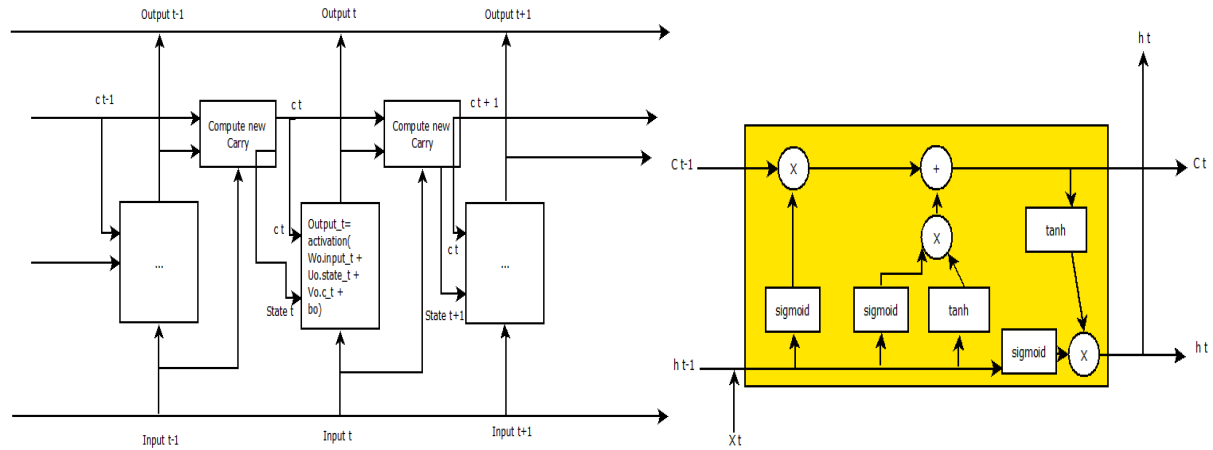 Output t-1
Output t
Output t+1
c t-1
c t
c t + 1
Compute new
Carry
Compute new
Carry
...
c t
Output_t=
activation(
Wo.input_t +
Uo.state_t +
Vo.c_t +
bo)
c t
...
State t
State t+1
Input t-1
Input t
Input t+1
h t
C t-1
X
+
C t
X
tanh
sigmoid
sigmoid
tanh
sigmoid
X
h t-1
h t
X t